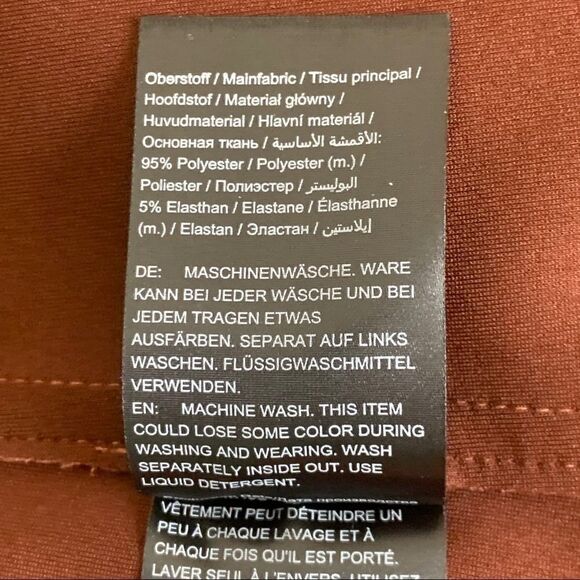 Oberstoff / Mainfabric / Tissu principal /
Hoofdstof / Materiał główny /
Huvudmaterial / Hlavní materiál /
Основная ткань / الأقمشة الأساسية:
95% Polyester / Polyester (m.) /
Poliester / Полиэстер / البوليستر
5% Elasthan / Elastane / Élasthanne
(m.) / Elastan / Эластан / إيلاستين
DE: MASCHINENWÄSCHE. WARE
KANN BEI JEDER WÄSCHE UND BEI
JEDEM TRAGEN ETWAS
AUSFÄRBEN. SEPARAT AUF LINKS
WASCHEN. FLÜSSIGWASCHMITTEL
VERWENDEN.
EN: MACHINE WASH. THIS ITEM
COULD LOSE SOME COLOR DURING
WASHING AND WEARING. WASH
SEPARATELY INSIDE OUT. USE
LIQUID DETERGENT.
VÊTEMENT PEUT DÉTEINDRE UN
PEU À CHAQUE LAVAGE ET À
CHAQUE FOIS QU'IL EST PORTÉ.
LAVER SEUL À L'ENVERS. UTILISEZ